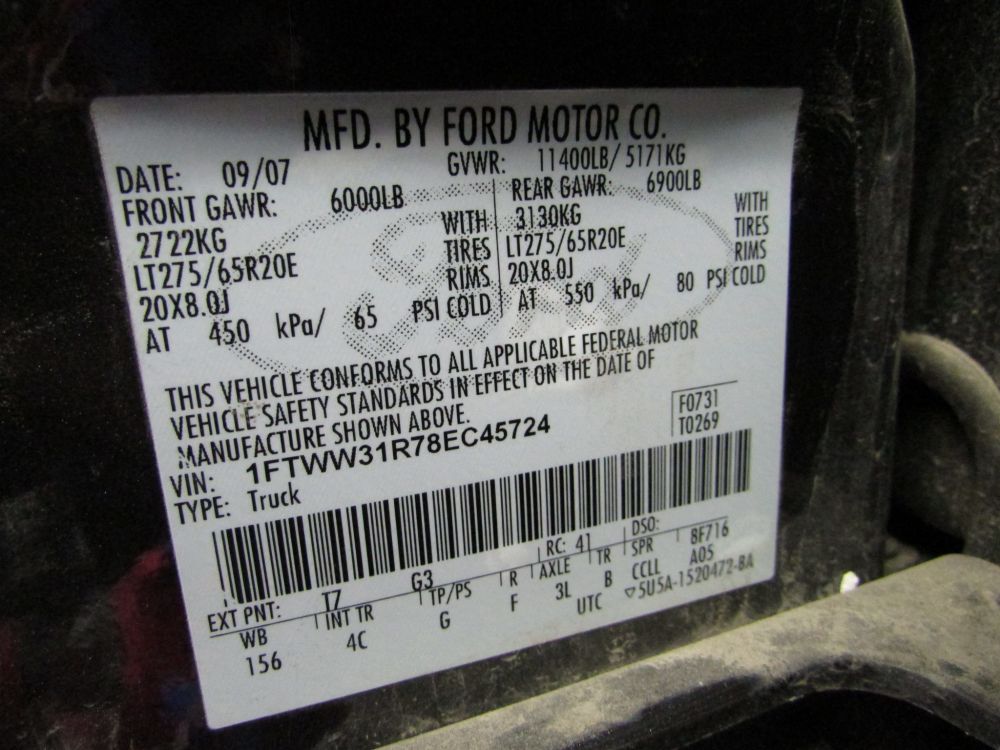 MFD. BY FORD MOTOR CO.
DATE: 09/07 GVWR: 11400LB/ 5171KG
FRONT GAWR: 6000LB REAR GAWR: 6900LB
2722KG WITH 3130KG WITH
LT275/65R20E TIRES LT275/65R20E TIRES
20X8.0J RIMS 20X8.0J RIMS
AT 450 kPa/ 65 PSI COLD AT 550 kPa/ 80 PSI COLD
THIS VEHICLE CONFORMS TO ALL APPLICABLE FEDERAL MOTOR
VEHICLE SAFETY STANDARDS IN EFFECT ON THE DATE OF
MANUFACTURE SHOWN ABOVE.
F0731
T0269
VIN: 1FTWW31R78EC45724
TYPE: Truck
EXT PNT: T7 G3 RC: 41 DSO: 8F716
WB INT TR TP/PS R AXLE TR SPR A05
156 4C G F 3L B CCLL
UTC ▽5U5A-1520472-BA
Ford